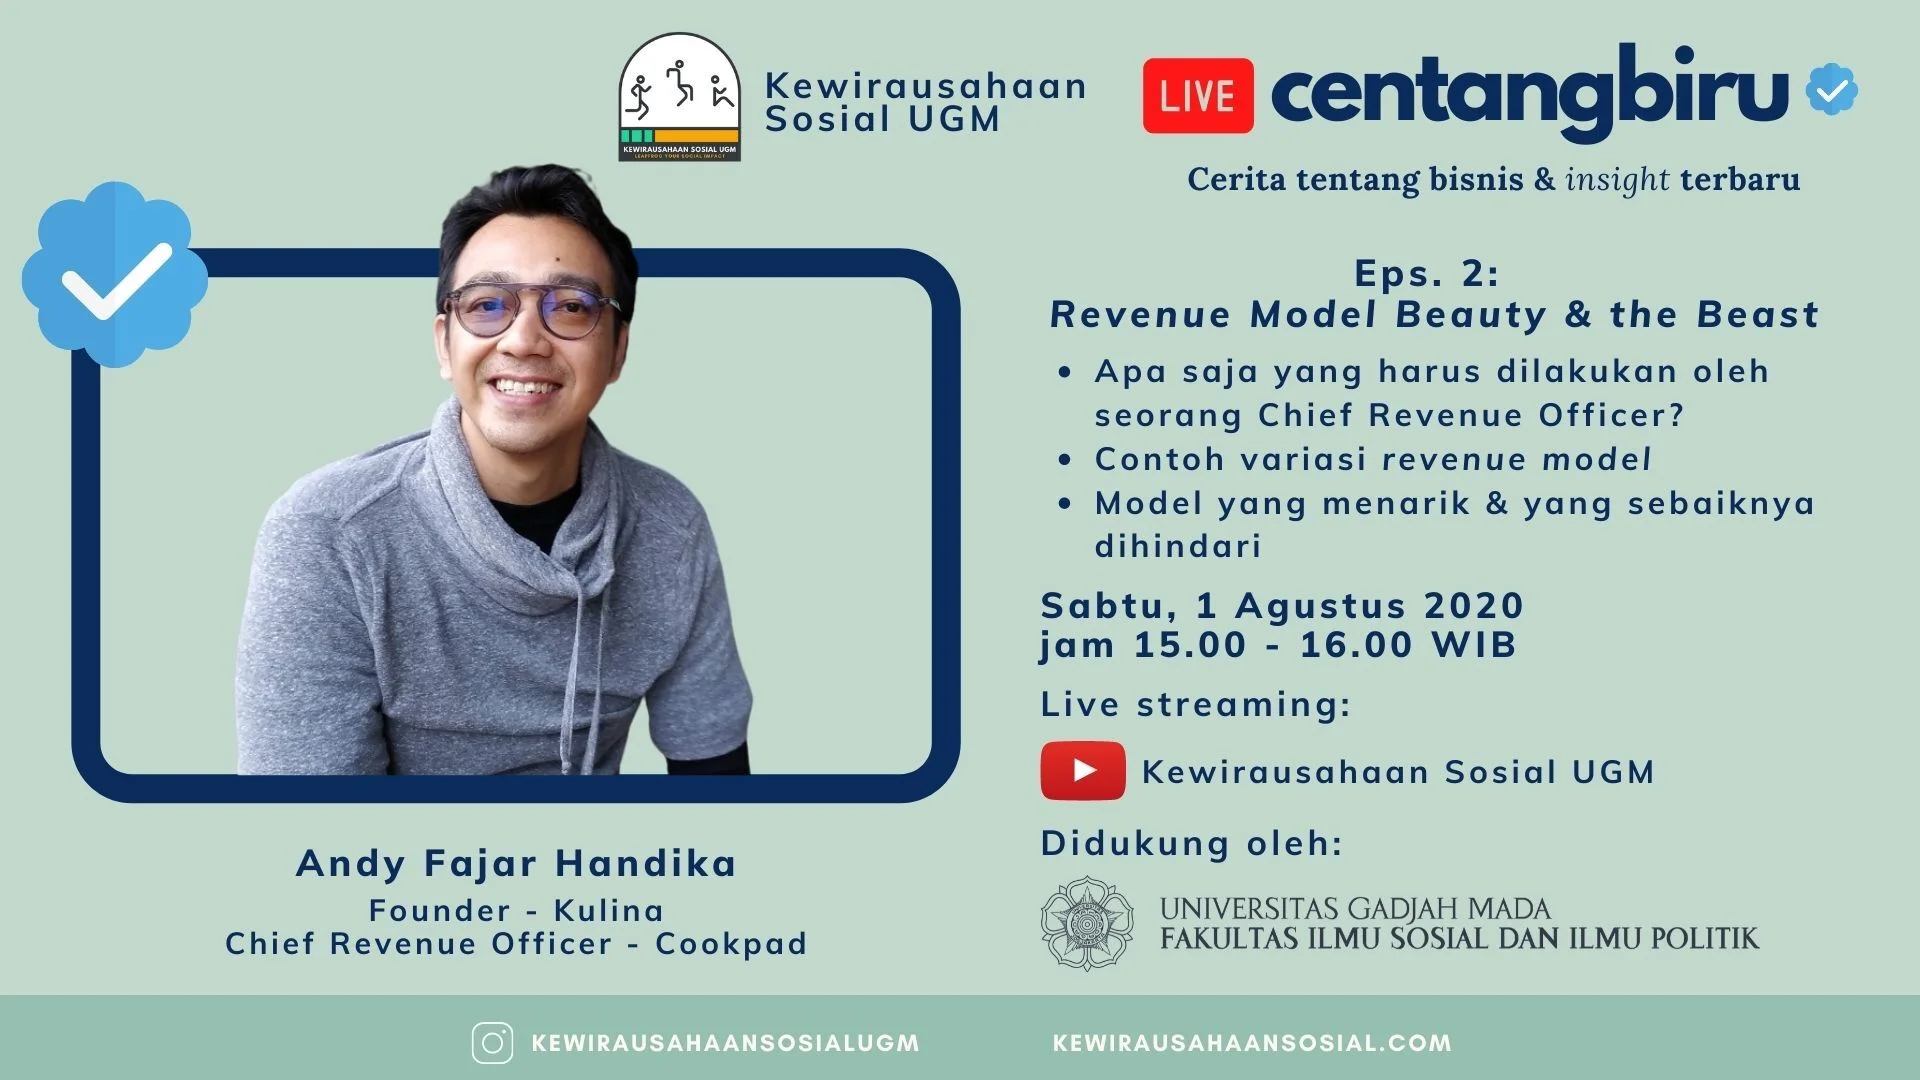 KEWIRAUSAHAAN SOSIAL UGM
LEAPFROG YOUR SOCIAL IMPACT
Kewirausahaan
Sosial UGM
LIVE centangbiru
Cerita tentang bisnis & insight terbaru
Eps. 2:
Revenue Model Beauty & the Beast
• Apa saja yang harus dilakukan oleh
seorang Chief Revenue Officer?
• Contoh variasi revenue model
• Model yang menarik & yang sebaiknya
dihindari
Sabtu, 1 Agustus 2020
jam 15.00 - 16.00 WIB
Live streaming:
Kewirausahaan Sosial UGM
Didukung oleh:
UNIVERSITAS GADJAH MADA
FAKULTAS ILMU SOSIAL DAN ILMU POLITIK
Andy Fajar Handika
Founder - Kulina
Chief Revenue Officer - Cookpad
KEWIRAUSAHAANSOSIALUGM
KEWIRAUSAHAANSOSIAL.COM